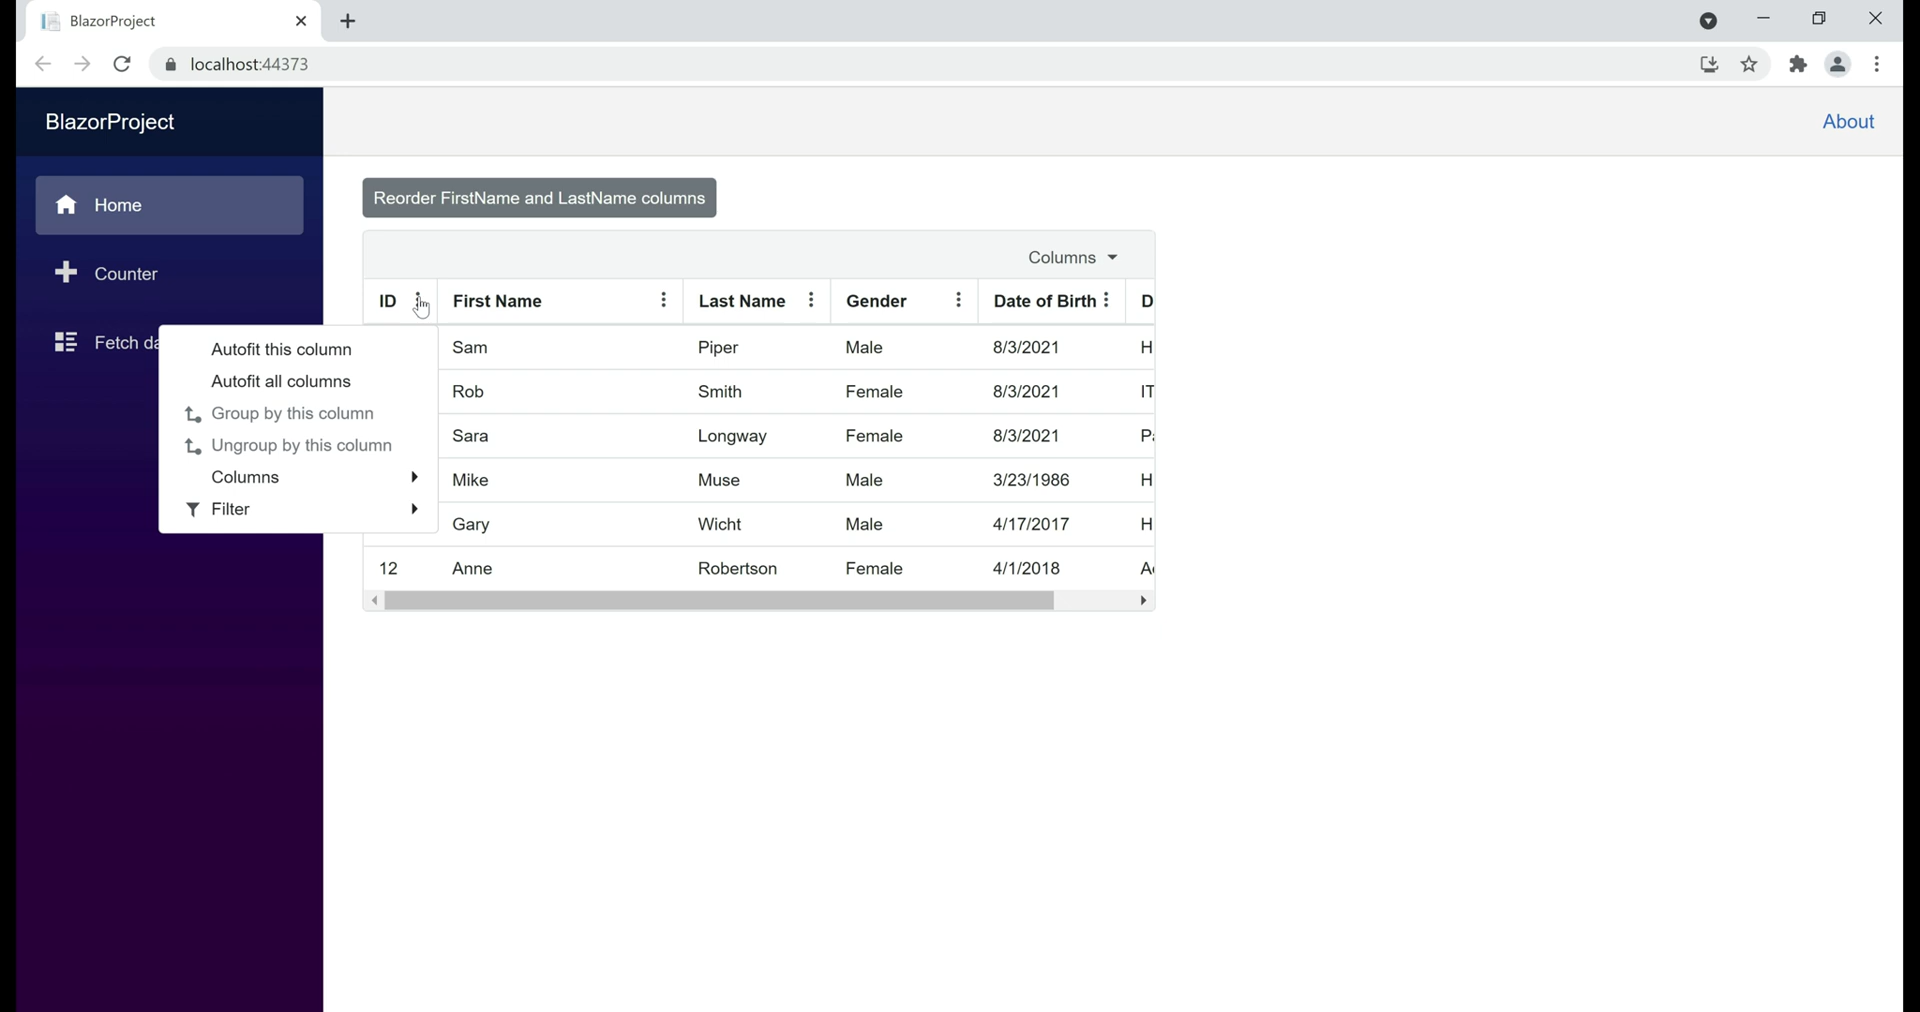 BlazorProject
localhost:44373
BlazorProject
About
Home
Counter
Fetch da
Reorder FirstName and LastName columns
Columns
ID First Name Last Name Gender Date of Birth D
Autofit this column
Autofit all columns
Group by this column
Ungroup by this column
Columns
Filter
Sam Piper Male 8/3/2021 H
Rob Smith Female 8/3/2021 IT
Sara Longway Female 8/3/2021 Pa
Mike Muse Male 3/23/1986 H
Gary Wicht Male 4/17/2017 H
12 Anne Robertson Female 4/1/2018 A